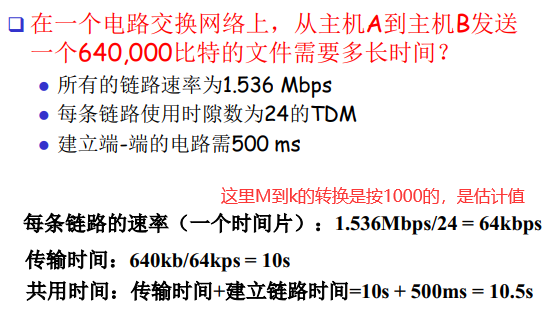 在一个电路交换网络上，从主机A到主机B发送
一个640,000比特的文件需要多长时间？
所有的链路速率为1.536 Mbps
每条链路使用时隙数为24的TDM
建立端-端的电路需500 ms
这里M到k的转换是按1000的，是估计值
每条链路的速率（一个时间片）：1.536Mbps/24 = 64kbps
传输时间：640kb/64kps = 10s
共用时间：传输时间+建立链路时间=10s + 500ms = 10.5s